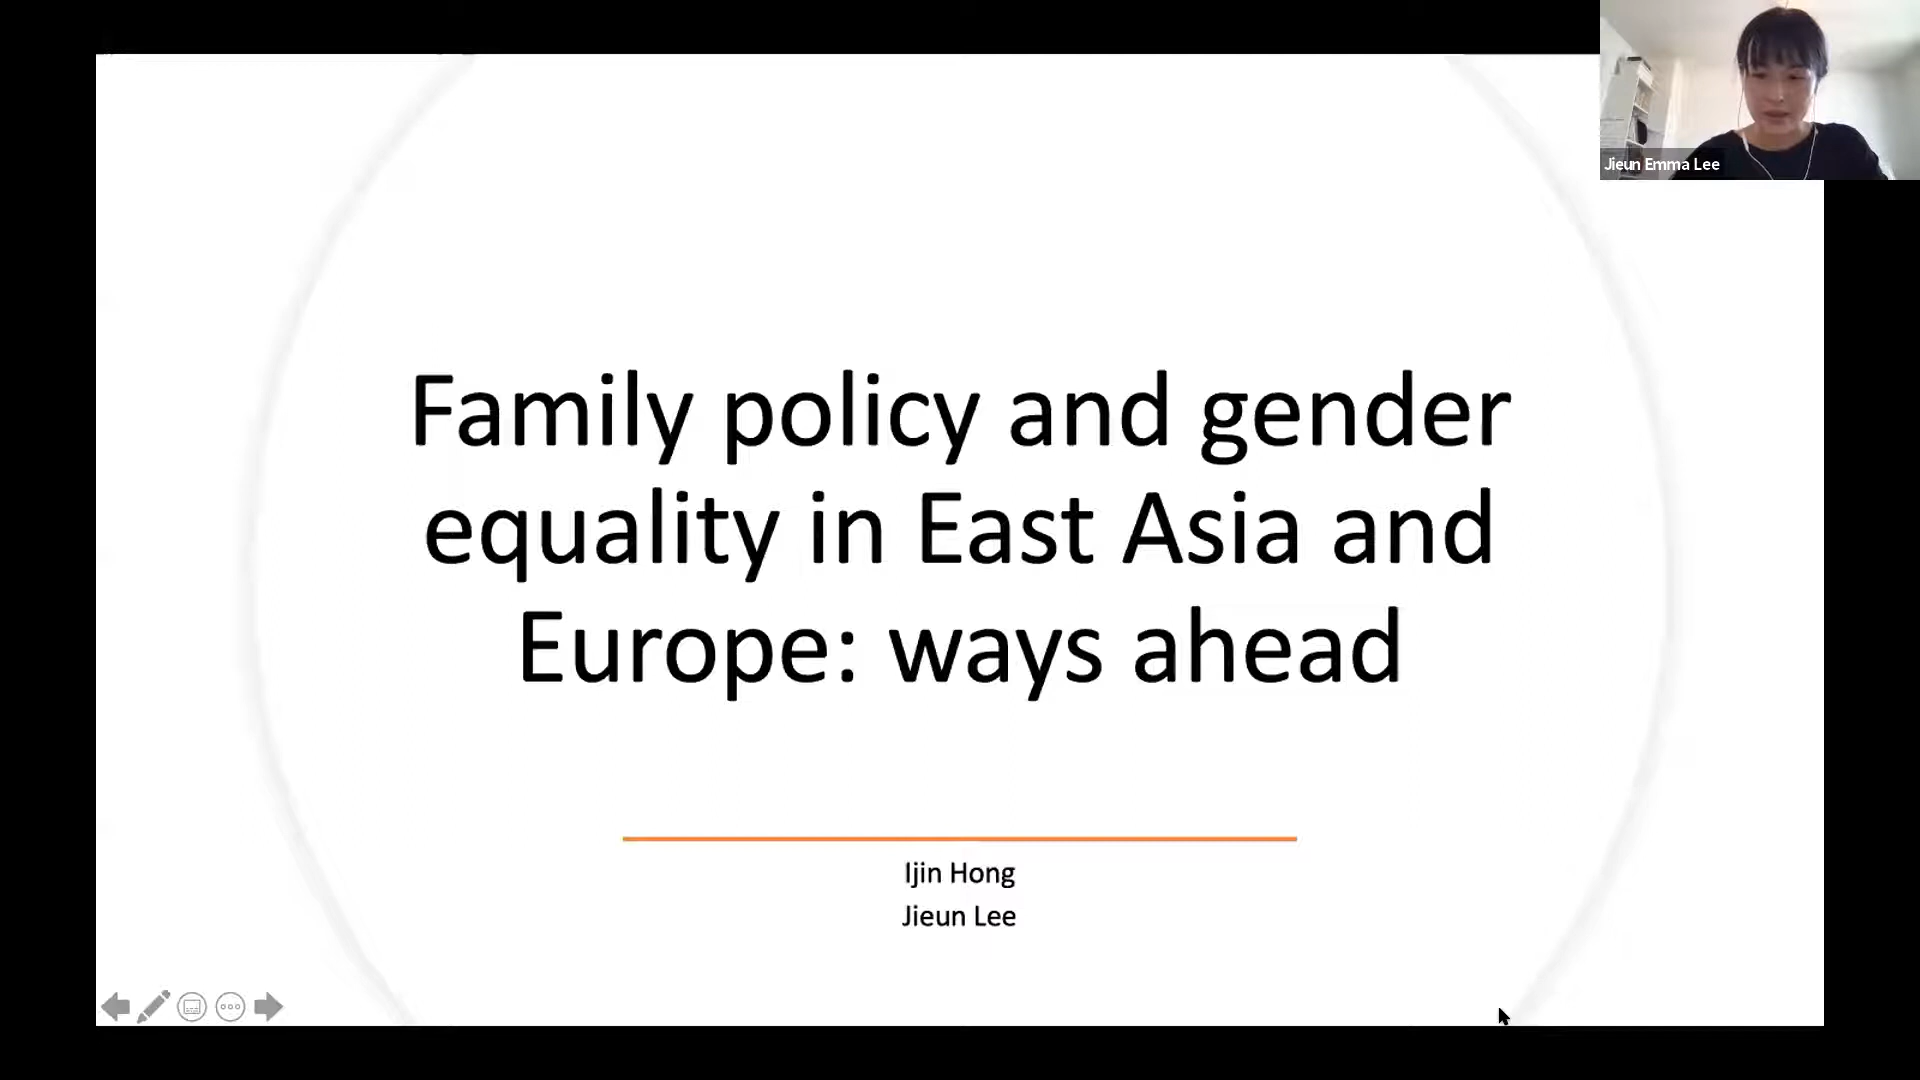 Jieun Emma Lee
Family policy and gender
equality in East Asia and
Europe: ways ahead
Ijin Hong
Jieun Lee